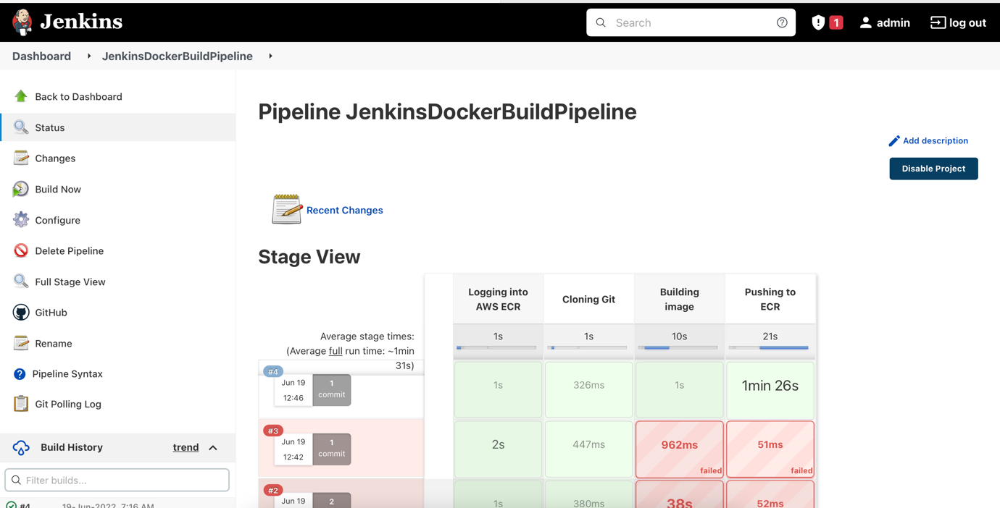 Jenkins
Search
1
admin
log out
Dashboard
JenkinsDockerBuildPipeline
Back to Dashboard
Status
Changes
Build Now
Configure
Delete Pipeline
Full Stage View
GitHub
Rename
Pipeline Syntax
Git Polling Log
Build History
trend
Filter builds...
#4
19-Jun-2022, 7:16 AM
Pipeline JenkinsDockerBuildPipeline
Add description
Disable Project
Recent Changes
Stage View
Logging into
AWS ECR
Cloning Git
Building
image
Pushing to
ECR
Average stage times:
(Average full run time: ~1min
31s)
1s
1s
10s
21s
#4
Jun 19
12:46
1
commit
1s
326ms
1s
1min 26s
#3
Jun 19
12:42
1
commit
2s
447ms
962ms
failed
51ms
failed
#2
Jun 19
2
1s
380ms
38s
52ms